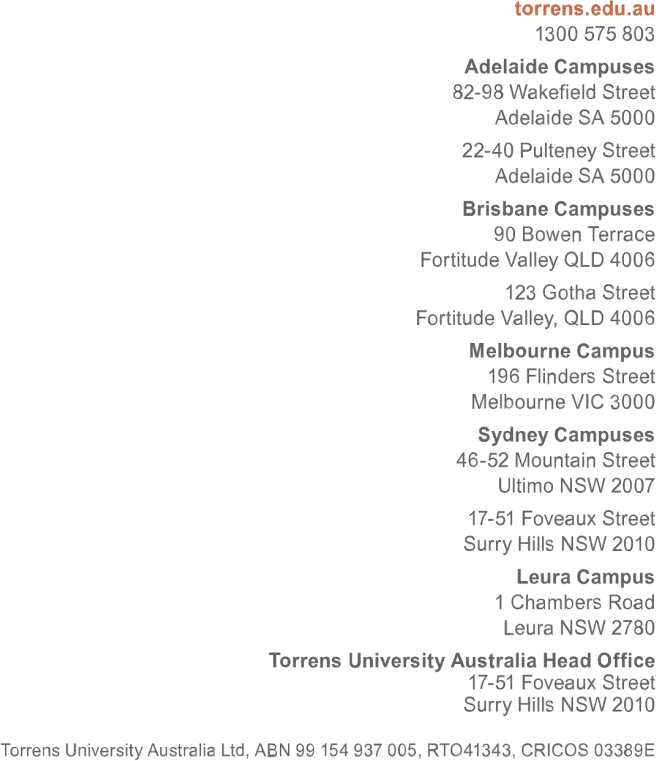 torrens.edu.au
1300 575 803
Adelaide Campuses
82-98 Wakefield Street
Adelaide SA 5000
22-40 Pulteney Street
Adelaide SA 5000
Brisbane Campuses
90 Bowen Terrace
Fortitude Valley QLD 4006
123 Gotha Street
Fortitude Valley, QLD 4006
Melbourne Campus
196 Flinders Street
Melbourne VIC 3000
Sydney Campuses
46-52 Mountain Street
Ultimo NSW 2007
17-51 Foveaux Street
Surry Hills NSW 2010
Leura Campus
1 Chambers Road
Leura NSW 2780
Torrens University Australia Head Office
17-51 Foveaux Street
Surry Hills NSW 2010
Torrens University Australia Ltd, ABN 99 154 937 005, RTO41343, CRICOS 03389E